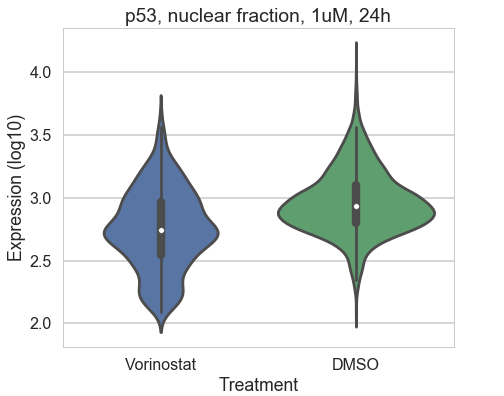 p53, nuclear fraction, 1uM, 24h
Expression (log10)
4.0
3.5
3.0
2.5
2.0
Vorinostat
DMSO
Treatment